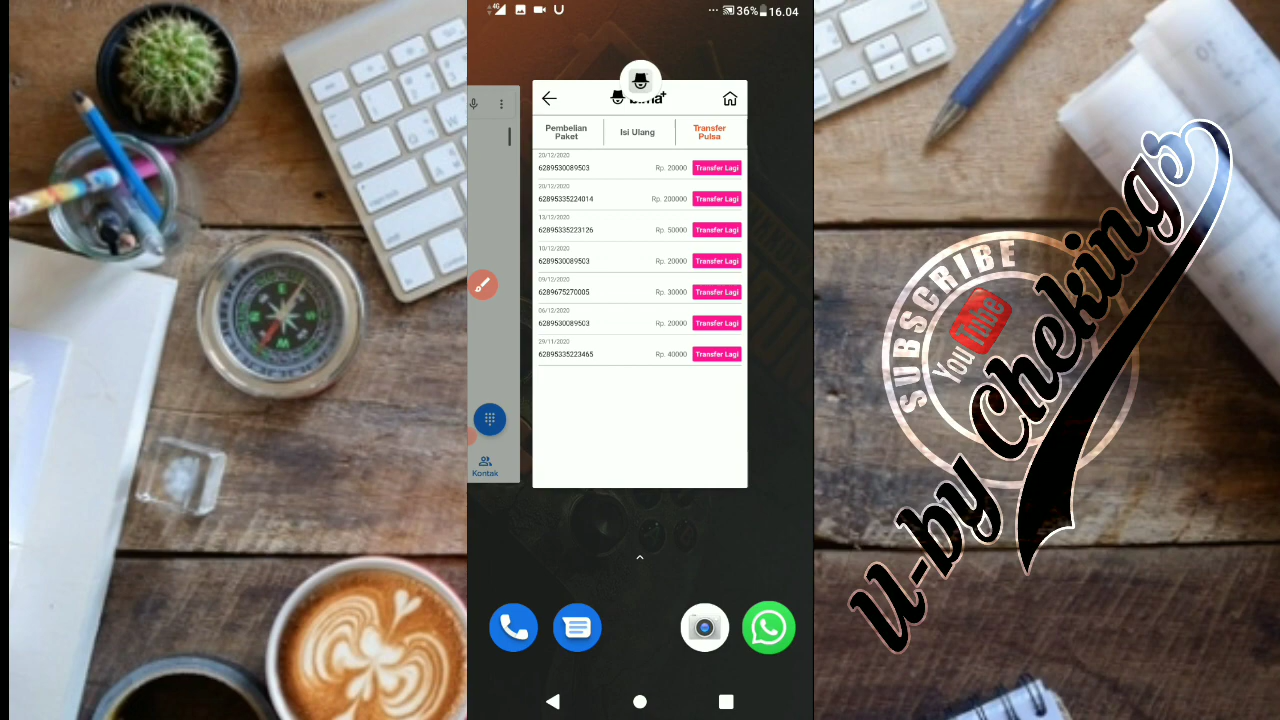 4G
36%
16.04
bima+
Pembelian
Paket
Isi Ulang
Transfer
Pulsa
20/12/2020
6289530089503 Rp. 20000 Transfer Lagi
20/12/2020
62895335224014 Rp. 200000 Transfer Lagi
13/12/2020
62895335223126 Rp. 50000 Transfer Lagi
10/12/2020
6289530089503 Rp. 20000 Transfer Lagi
09/12/2020
6289675270005 Rp. 30000 Transfer Lagi
06/12/2020
6289530089503 Rp. 20000 Transfer Lagi
29/11/2020
62895335223465 Rp. 40000 Transfer Lagi
Kontak
SUBSCRIBE
YouTube
U-by Chekings